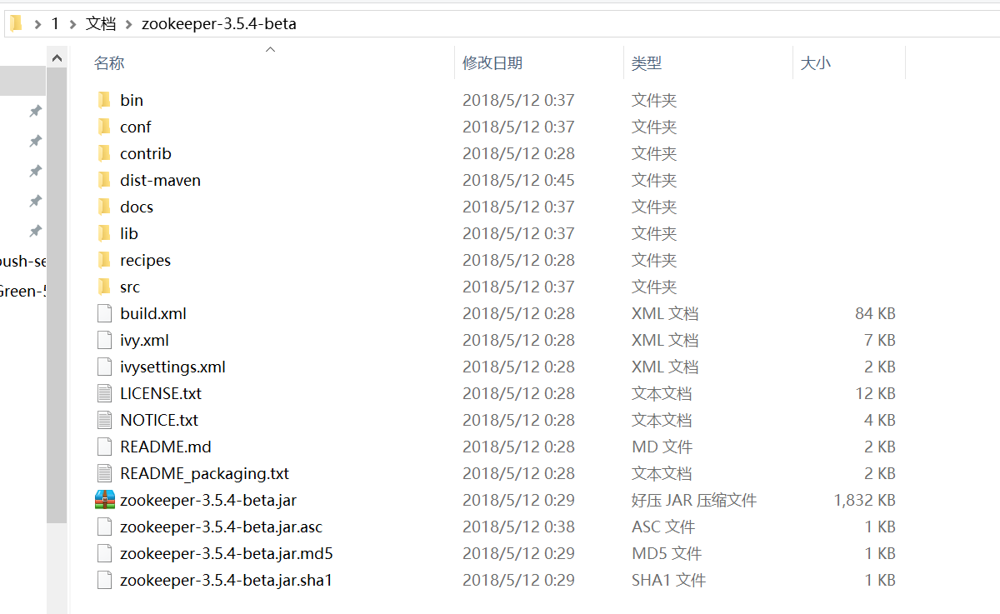 1 文档 zookeeper-3.5.4-beta
名称 修改日期 类型 大小
bin 2018/5/12 0:37 文件夹
conf 2018/5/12 0:37 文件夹
contrib 2018/5/12 0:28 文件夹
dist-maven 2018/5/12 0:45 文件夹
docs 2018/5/12 0:37 文件夹
lib 2018/5/12 0:37 文件夹
recipes 2018/5/12 0:28 文件夹
src 2018/5/12 0:37 文件夹
build.xml 2018/5/12 0:28 XML 文档 84 KB
ivy.xml 2018/5/12 0:28 XML 文档 7 KB
ivysettings.xml 2018/5/12 0:28 XML 文档 2 KB
LICENSE.txt 2018/5/12 0:28 文本文档 12 KB
NOTICE.txt 2018/5/12 0:28 文本文档 4 KB
README.md 2018/5/12 0:28 MD 文件 2 KB
README_packaging.txt 2018/5/12 0:28 文本文档 2 KB
zookeeper-3.5.4-beta.jar 2018/5/12 0:29 好压 JAR 压缩文件 1,832 KB
zookeeper-3.5.4-beta.jar.asc 2018/5/12 0:38 ASC 文件 1 KB
zookeeper-3.5.4-beta.jar.md5 2018/5/12 0:29 MD5 文件 1 KB
zookeeper-3.5.4-beta.jar.sha1 2018/5/12 0:29 SHA1 文件 1 KB